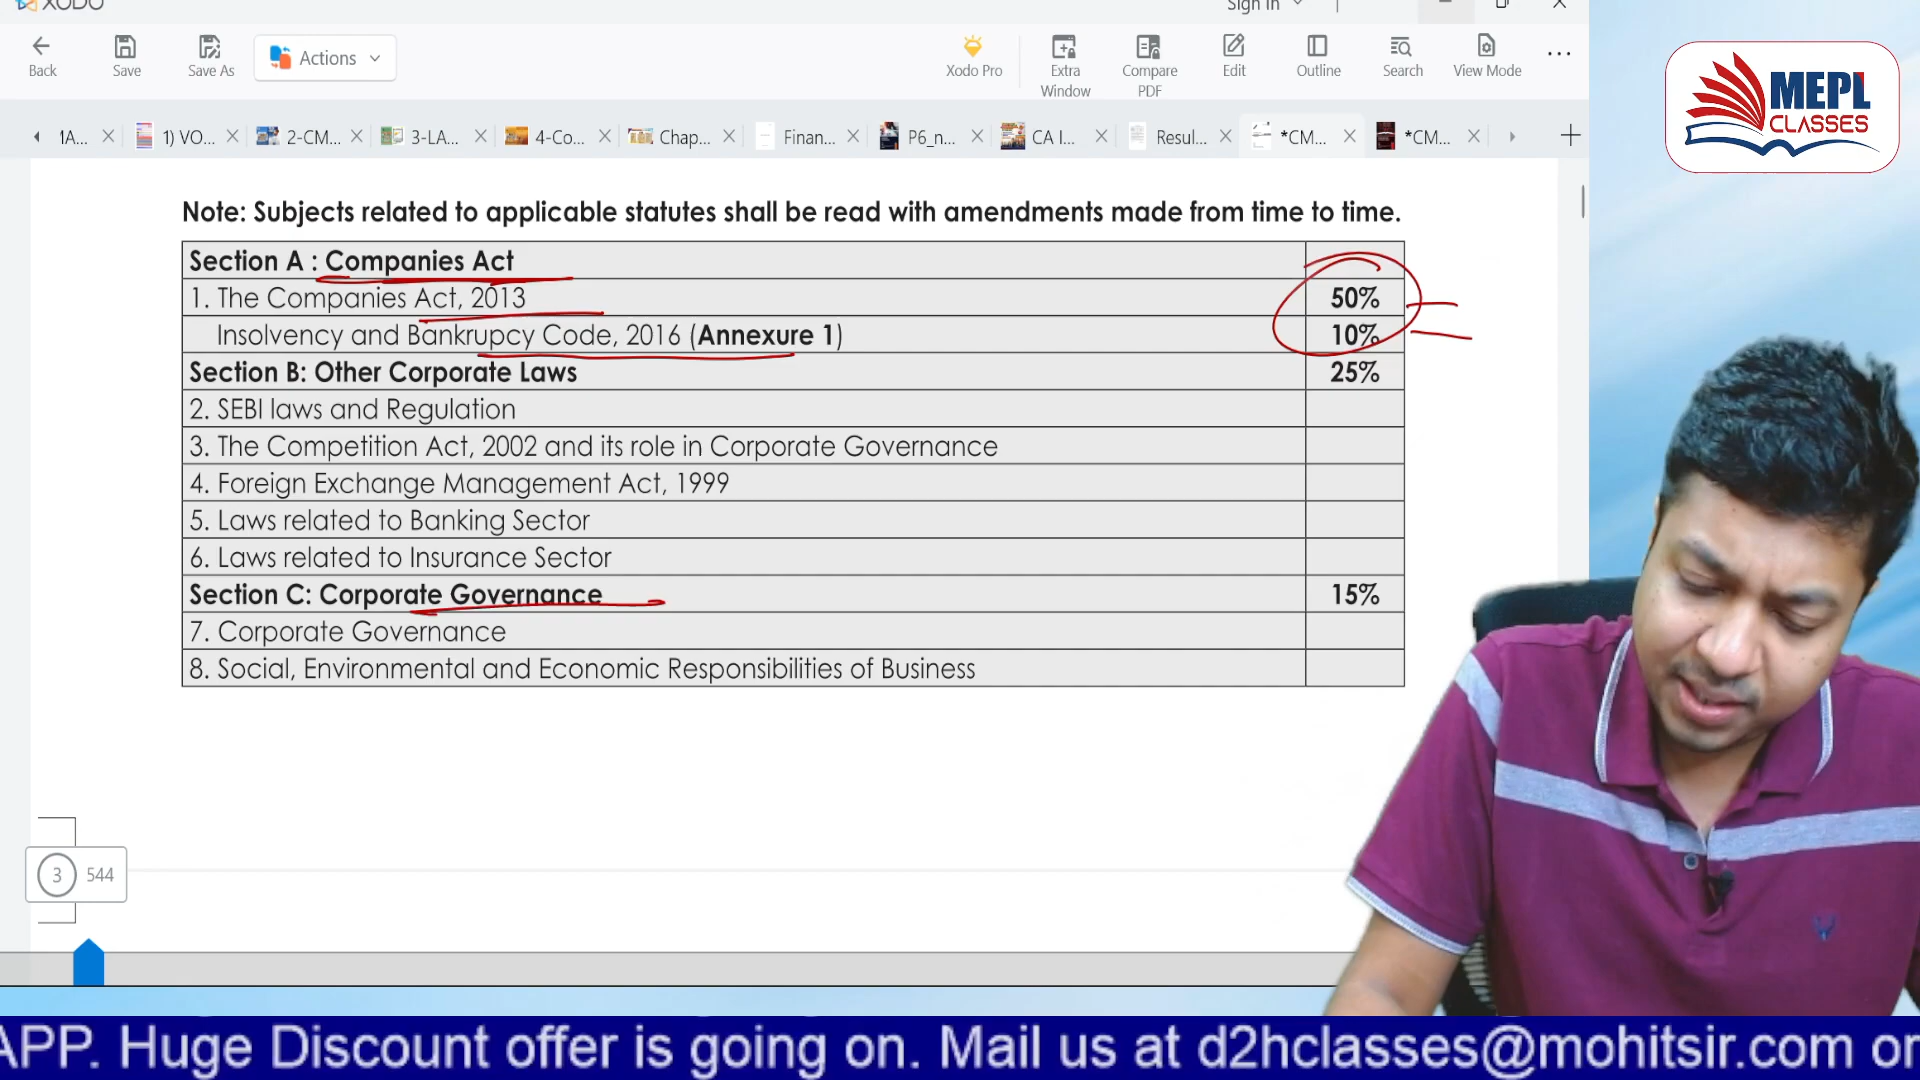 XODO
Sign In
Back
Save
Save As
Actions
Xodo Pro
Extra Window
Compare PDF
Edit
Outline
Search
View Mode
1A...
1) VO...
2-CM...
3-LA...
4-Co...
Chap...
Finan...
P6_n...
CA I...
Resul...
*CM...
*CM...
MEPL
CLASSES
Note: Subjects related to applicable statutes shall be read with amendments made from time to time.
Section A : Companies Act
1. The Companies Act, 2013 50%
Insolvency and Bankrupcy Code, 2016 (Annexure 1) 10%
Section B: Other Corporate Laws 25%
2. SEBI laws and Regulation
3. The Competition Act, 2002 and its role in Corporate Governance
4. Foreign Exchange Management Act, 1999
5. Laws related to Banking Sector
6. Laws related to Insurance Sector
Section C: Corporate Governance 15%
7. Corporate Governance
8. Social, Environmental and Economic Responsibilities of Business
3 544
APP. Huge Discount offer is going on. Mail us at d2hclasses@mohitsir.com or